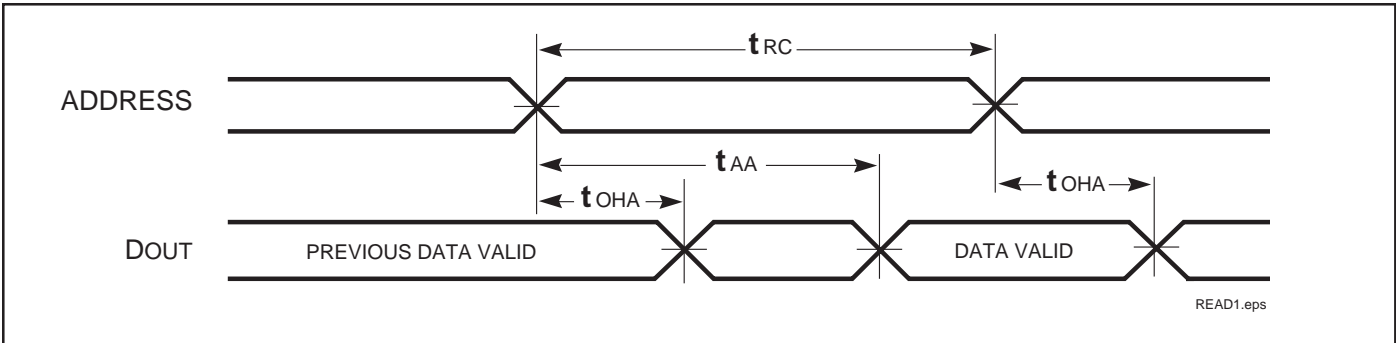 tRC
ADDRESS
tAA
tOHA
tOHA
DOUT
PREVIOUS DATA VALID
DATA VALID
READ1.eps